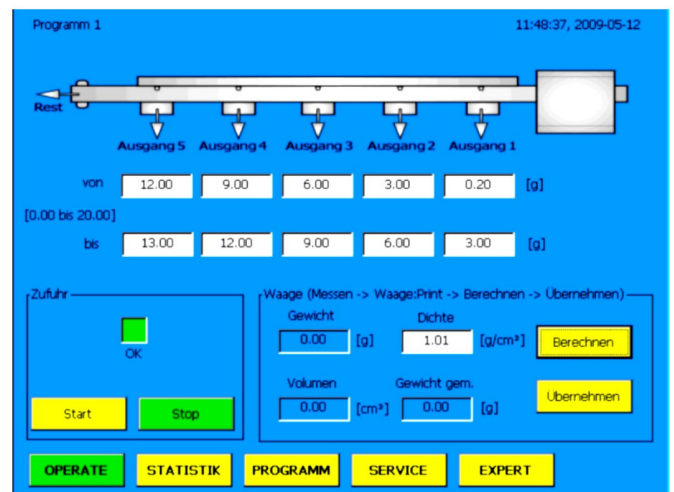 Programm 1 11:48:37, 2009-05-12
Rest
Ausgang 5 Ausgang 4 Ausgang 3 Ausgang 2 Ausgang 1
von 12.00 9.00 6.00 3.00 0.20 [g]
[0.00 bis 20.00]
bis 13.00 12.00 9.00 6.00 3.00 [g]
Zufuhr
OK
Start Stop
Waage (Messen -> Waage:Print -> Berechnen -> Übernehmen)
Gewicht Dichte
0.00 [g] 1.01 [g/cm³] Berechnen
Volumen Gewicht gem.
0.00 [cm³] 0.00 [g] Übernehmen
OPERATE STATISTIK PROGRAMM SERVICE EXPERT